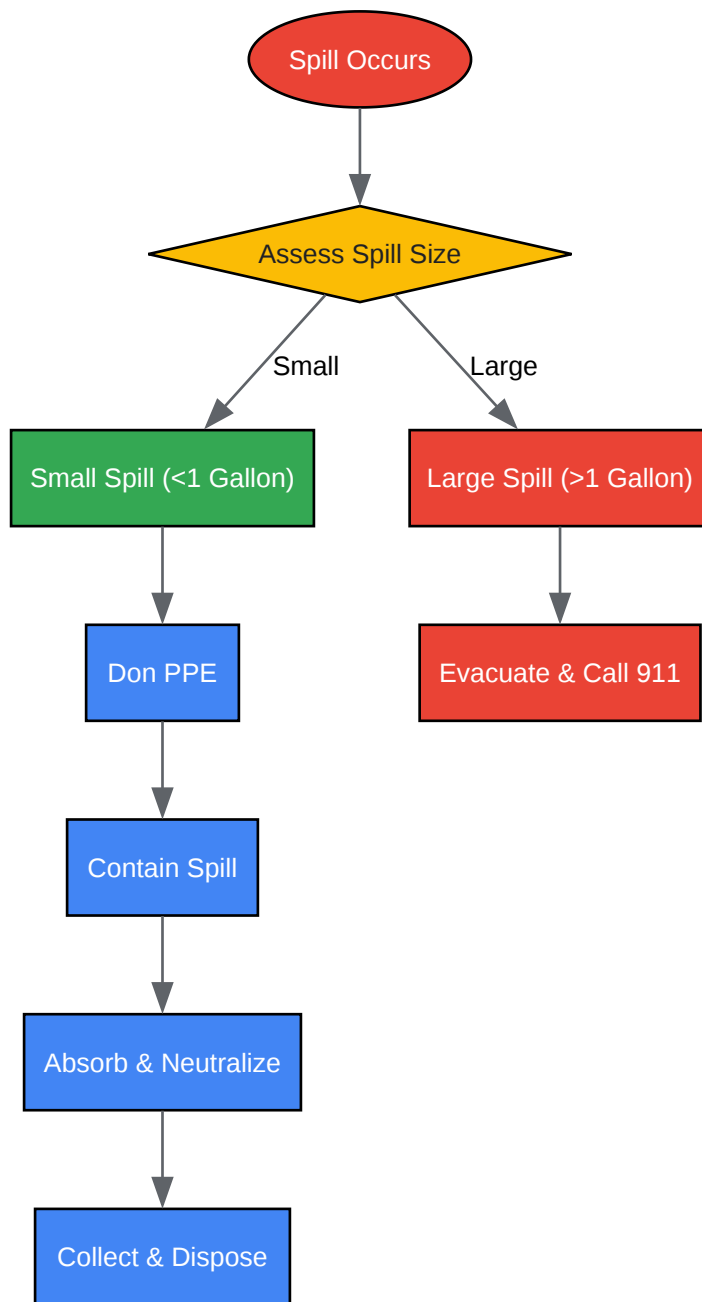 Spill Occurs
Assess Spill Size
Small
Large
Small Spill (<1 Gallon)
Large Spill (>1 Gallon)
Don PPE
Evacuate & Call 911
Contain Spill
Absorb & Neutralize
Collect & Dispose